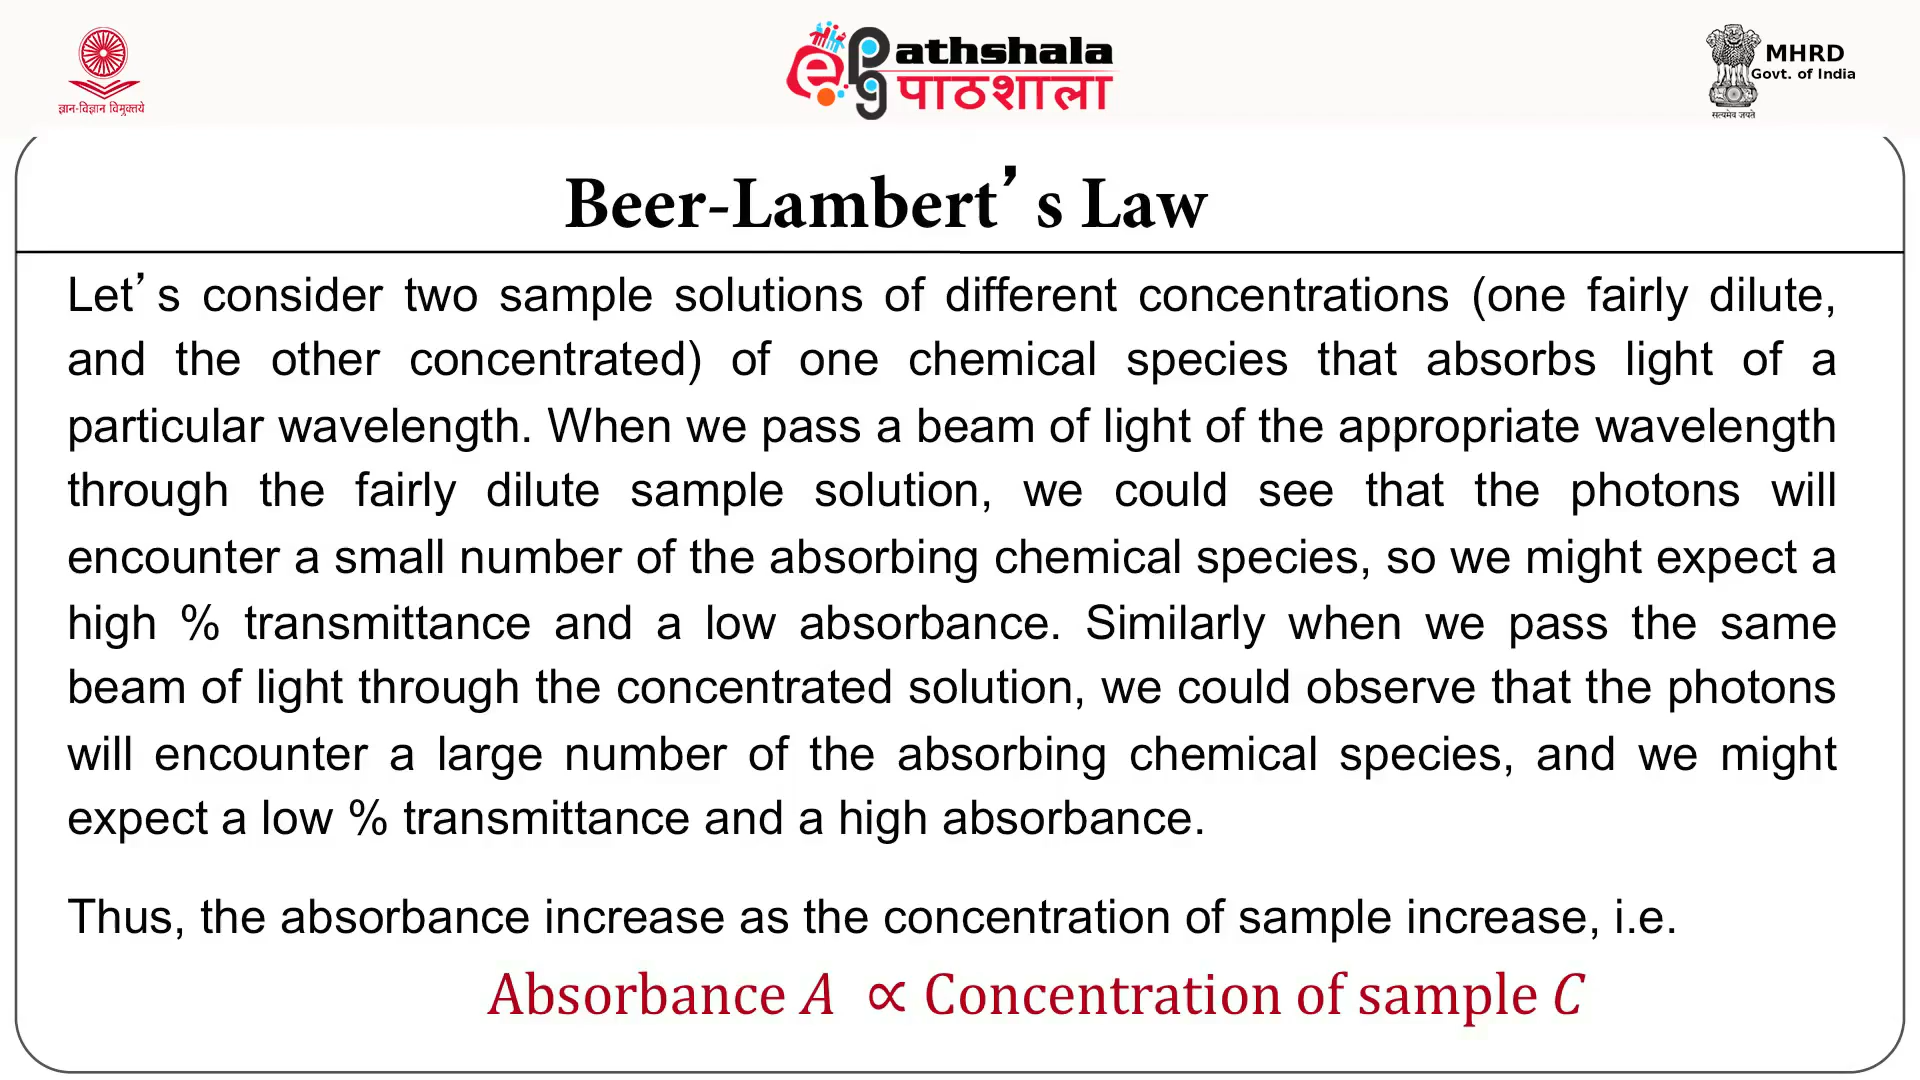 ज्ञान-विज्ञान विमुक्तये
e PG athshala
पाठशाला
MHRD
Govt. of India
सत्यमेव जयते
Beer-Lambert’s Law
Let’s consider two sample solutions of different concentrations (one fairly dilute,
and the other concentrated) of one chemical species that absorbs light of a
particular wavelength. When we pass a beam of light of the appropriate wavelength
through the fairly dilute sample solution, we could see that the photons will
encounter a small number of the absorbing chemical species, so we might expect a
high % transmittance and a low absorbance. Similarly when we pass the same
beam of light through the concentrated solution, we could observe that the photons
will encounter a large number of the absorbing chemical species, and we might
expect a low % transmittance and a high absorbance.
Thus, the absorbance increase as the concentration of sample increase, i.e.
Absorbance A ∝ Concentration of sample C